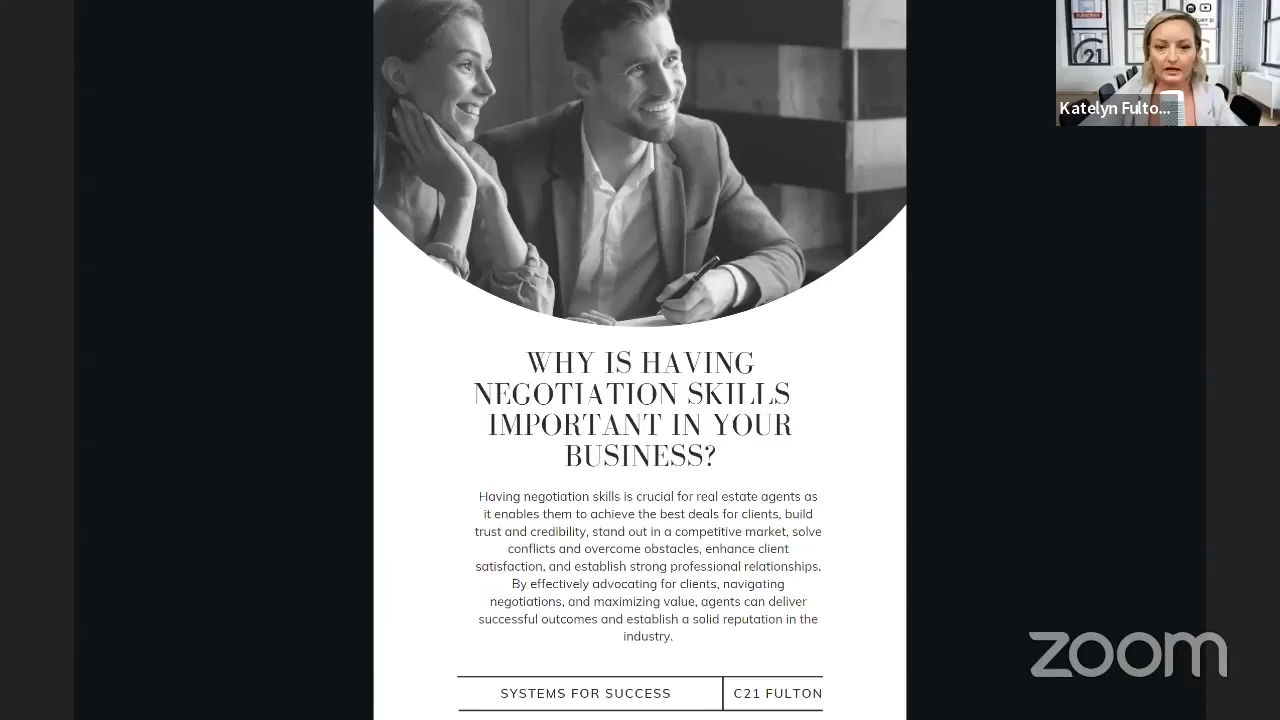 WHY IS HAVING
NEGOTIATION SKILLS
IMPORTANT IN YOUR
BUSINESS?
Having negotiation skills is crucial for real estate agents as
it enables them to achieve the best deals for clients, build
trust and credibility, stand out in a competitive market, solve
conflicts and overcome obstacles, enhance client
satisfaction, and establish strong professional relationships.
By effectively advocating for clients, navigating
negotiations, and maximizing value, agents can deliver
successful outcomes and establish a solid reputation in the
industry.
SYSTEMS FOR SUCCESS
C21 FULTON
21
21
Katelyn Fulto...
zoom